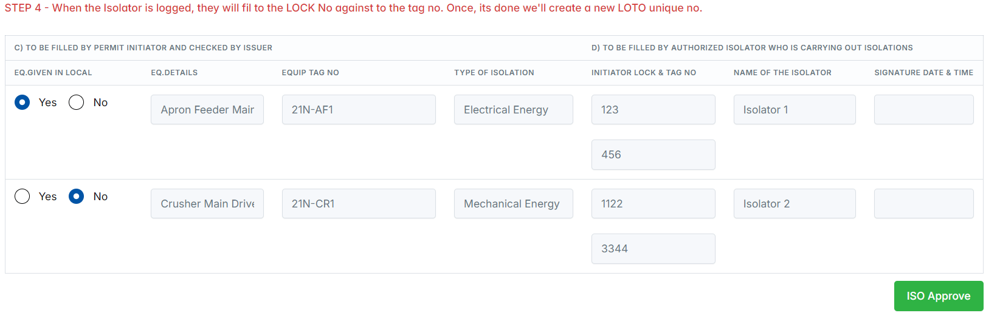 STEP 4 - When the Isolator is logged, they will fil to the LOCK No against to the tag no. Once, its done we'll create a new LOTO unique no.
C) TO BE FILLED BY PERMIT INITIATOR AND CHECKED BY ISSUER D) TO BE FILLED BY AUTHORIZED ISOLATOR WHO IS CARRYING OUT ISOLATIONS
EQ.GIVEN IN LOCAL EQ.DETAILS EQUIP TAG NO TYPE OF ISOLATION INITIATOR LOCK & TAG NO NAME OF THE ISOLATOR SIGNATURE DATE & TIME
Yes No Apron Feeder Mair 21N-AF1 Electrical Energy 123 Isolator 1
456
Yes No Crusher Main Drive 21N-CR1 Mechanical Energy 1122 Isolator 2
3344
ISO Approve